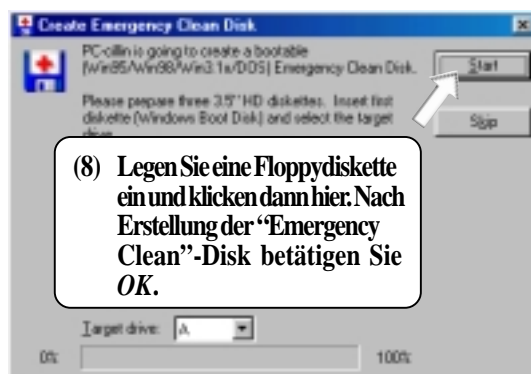 Create Emergency Clean Disk
PC-cillin is going to create a bootable
(Win95/Win98/Win3.1x/DOS) Emergency Clean Disk.
Start
Please prepare three 3.5" HD diskettes. Insert first
diskette (Windows Boot Disk) and select the target
drive.
Skip
(8) Legen Sie eine Floppydiskette
ein und klicken dann hier. Nach
Erstellung der “Emergency
Clean”-Disk betätigen Sie
OK.
Target drive: A
0% 100%